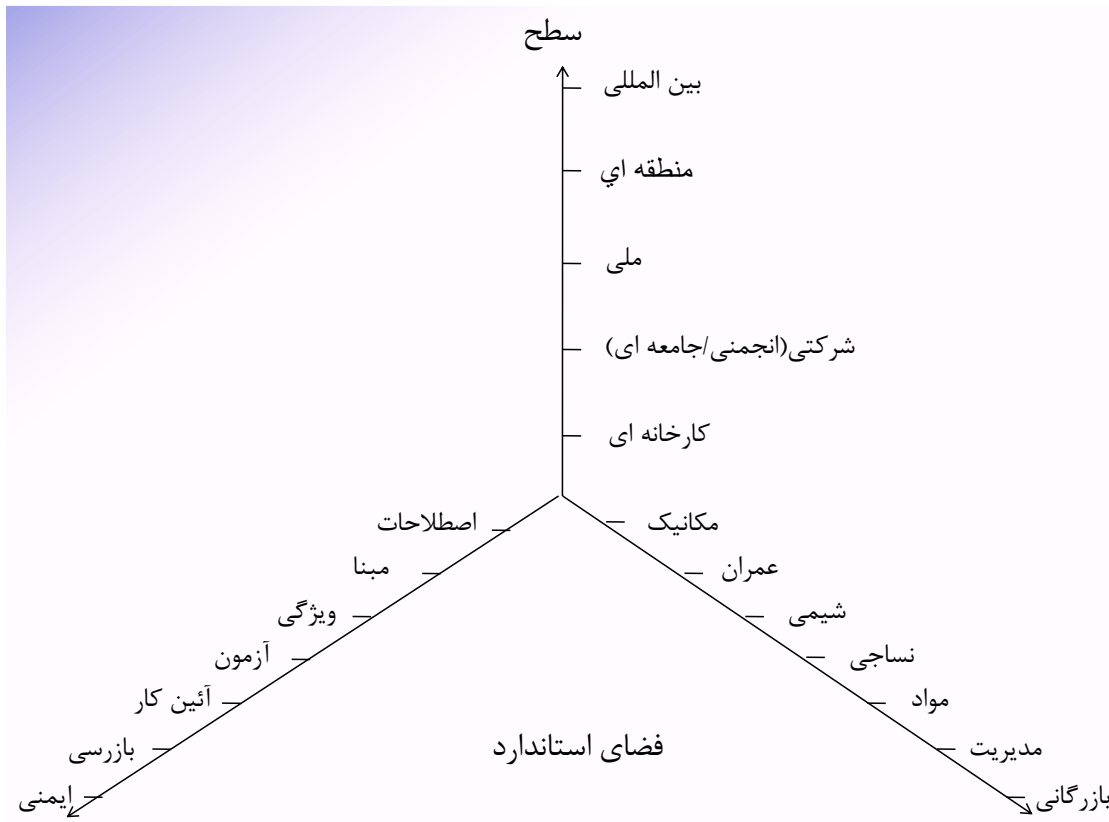 سطح
بین المللی
منطقه اي
ملی
شرکتی(انجمنی/جامعه ای)
کارخانه ای
مکانیک
عمران
شیمی
نساجی
مواد
مدیریت
بازرگانی
اصطلاحات
مبنا
ویژگی
آزمون
آئین کار
بازرسی
ایمنی
فضای استاندارد